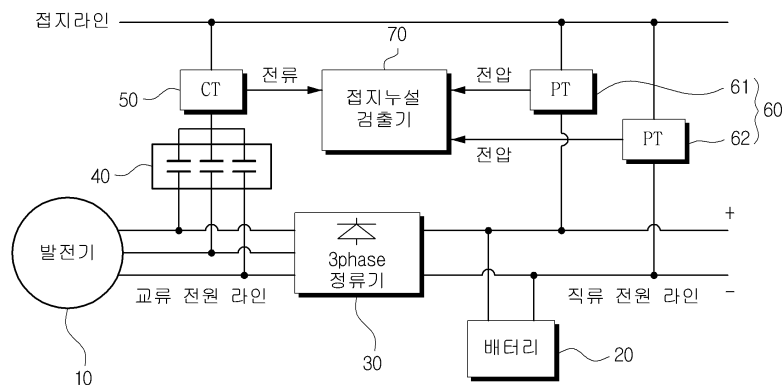 접지라인
70
CT
전류
50
접지누설
검출기
전압
PT
61
60
전압
PT
62
40
발전기
3phase
정류기
+
-
교류 전원 라인
직류 전원 라인
10
30
배터리
20